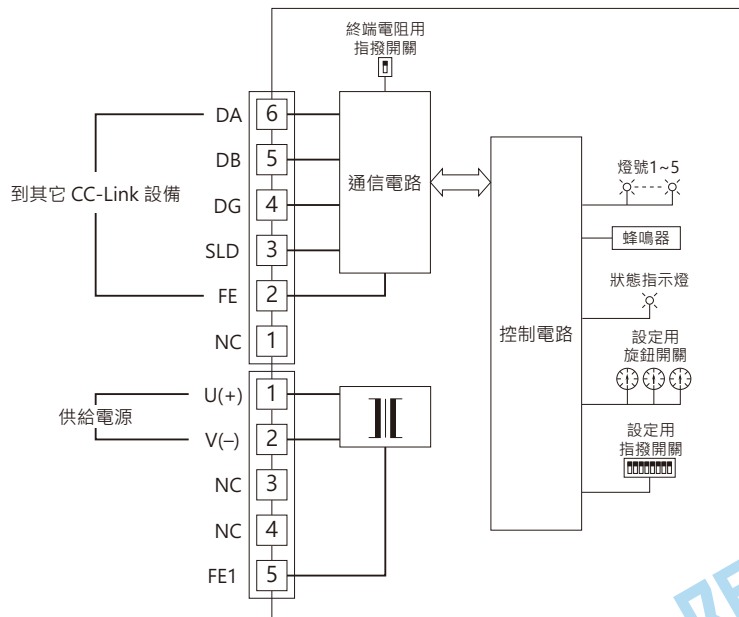 終端電阻用
指撥開關
DA 6
DB 5
DG 4
SLD 3
FE 2
NC 1
到其它 CC-Link 設備
通信電路
控制電路
燈號1~5
蜂鳴器
狀態指示燈
設定用
旋鈕開關
設定用
指撥開關
供給電源
U(+) 1
V(–) 2
NC 3
NC 4
FE1 5